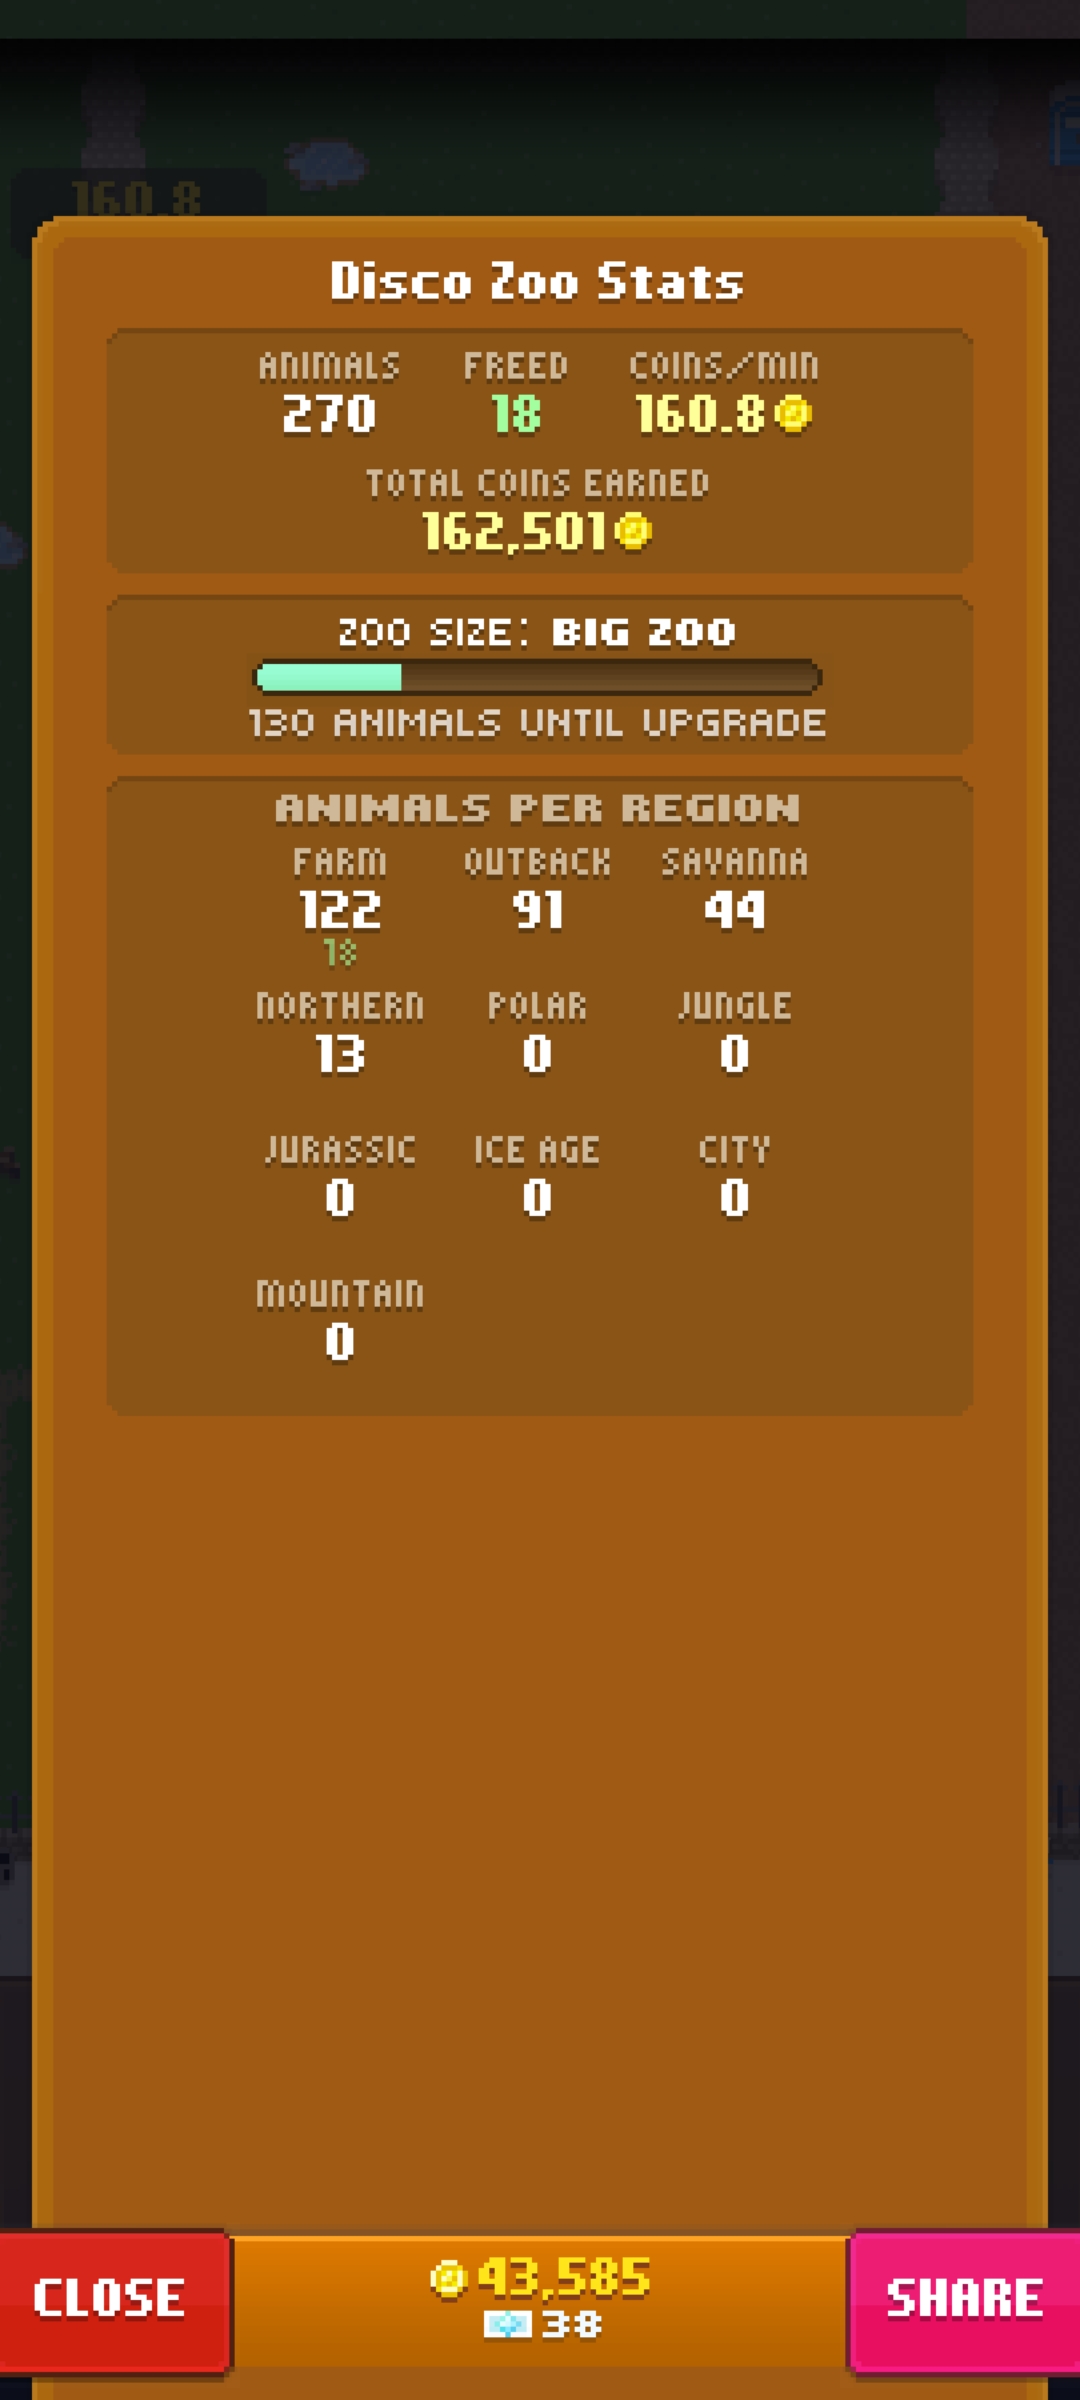 160.8
Disco Zoo Stats
ANIMALS FREED COINS/MIN
270 18 160.8
TOTAL COINS EARNED
162,501
ZOO SIZE: BIG ZOO
130 ANIMALS UNTIL UPGRADE
ANIMALS PER REGION
FARM OUTBACK SAVANNA
122 91 44
18
NORTHERN POLAR JUNGLE
13 0 0
JURASSIC ICE AGE CITY
0 0 0
MOUNTAIN
0
CLOSE 43,585 SHARE
38